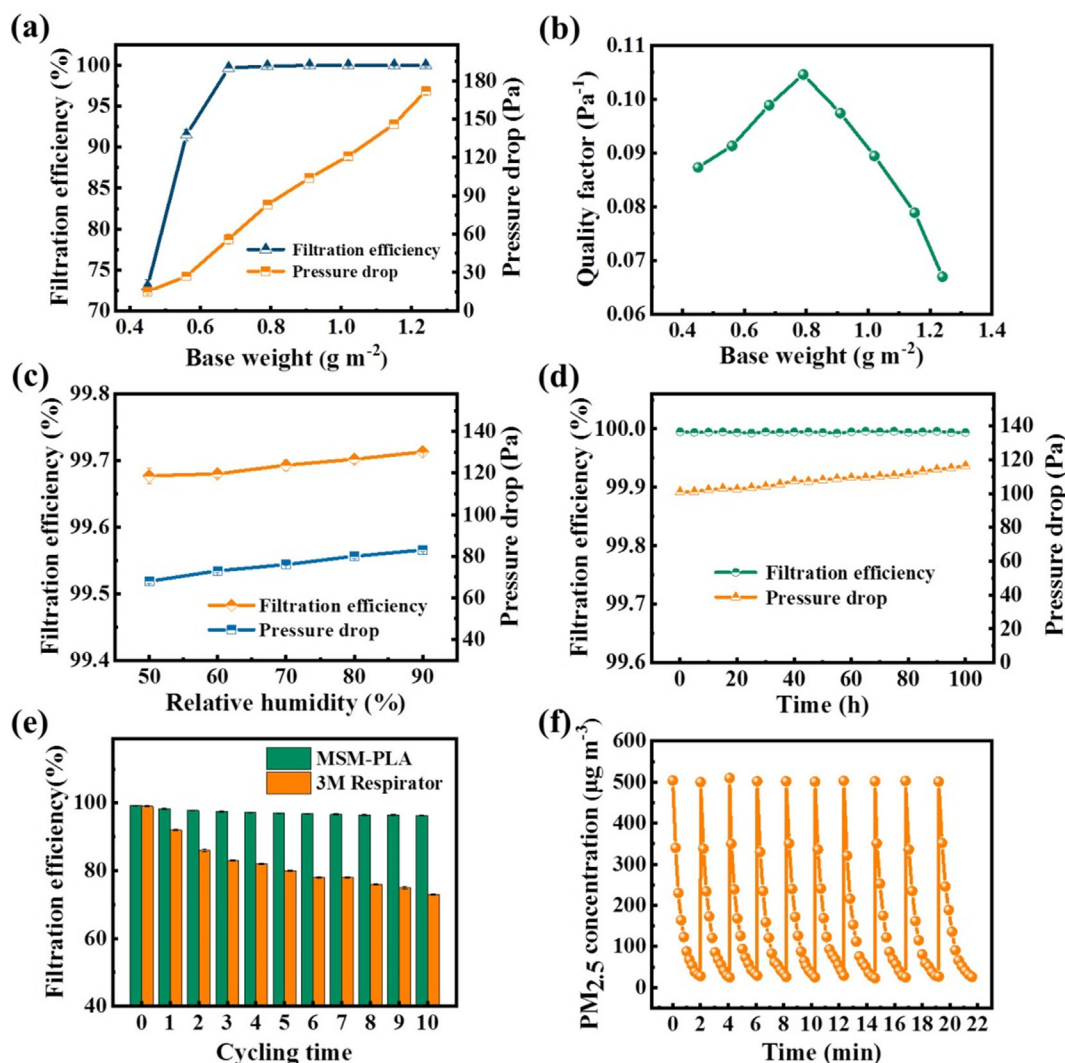 (a)
Filtration efficiency (%)
100
95
90
85
80
75
70
Filtration efficiency
Pressure drop
180
150
120
90
60
30
0
Pressure drop (Pa)
0.4 0.6 0.8 1.0 1.2
Base weight (g m-2)
(b)
Quality factor (Pa-1)
0.11
0.10
0.09
0.08
0.07
0.06
0.4 0.6 0.8 1.0 1.2 1.4
Base weight (g m-2)
(c)
Filtration efficiency (%)
99.8
99.7
99.6
99.5
99.4
Filtration efficiency
Pressure drop
140
120
100
80
60
40
Pressure drop (Pa)
50 60 70 80 90
Relative humidity (%)
(d)
Filtration efficiency (%)
100.0
99.9
99.8
99.7
99.6
Filtration efficiency
Pressure drop
140
120
100
80
60
40
20
0
Pressure drop (Pa)
0 20 40 60 80 100
Time (h)
(e)
Filtration efficiency(%)
100
80
60
40
MSM-PLA
3M Respirator
0 1 2 3 4 5 6 7 8 9 10
Cycling time
(f)
PM2.5 concentration (µg m-3)
600
500
400
300
200
100
0
0 2 4 6 8 10 12 14 16 18 20 22
Time (min)